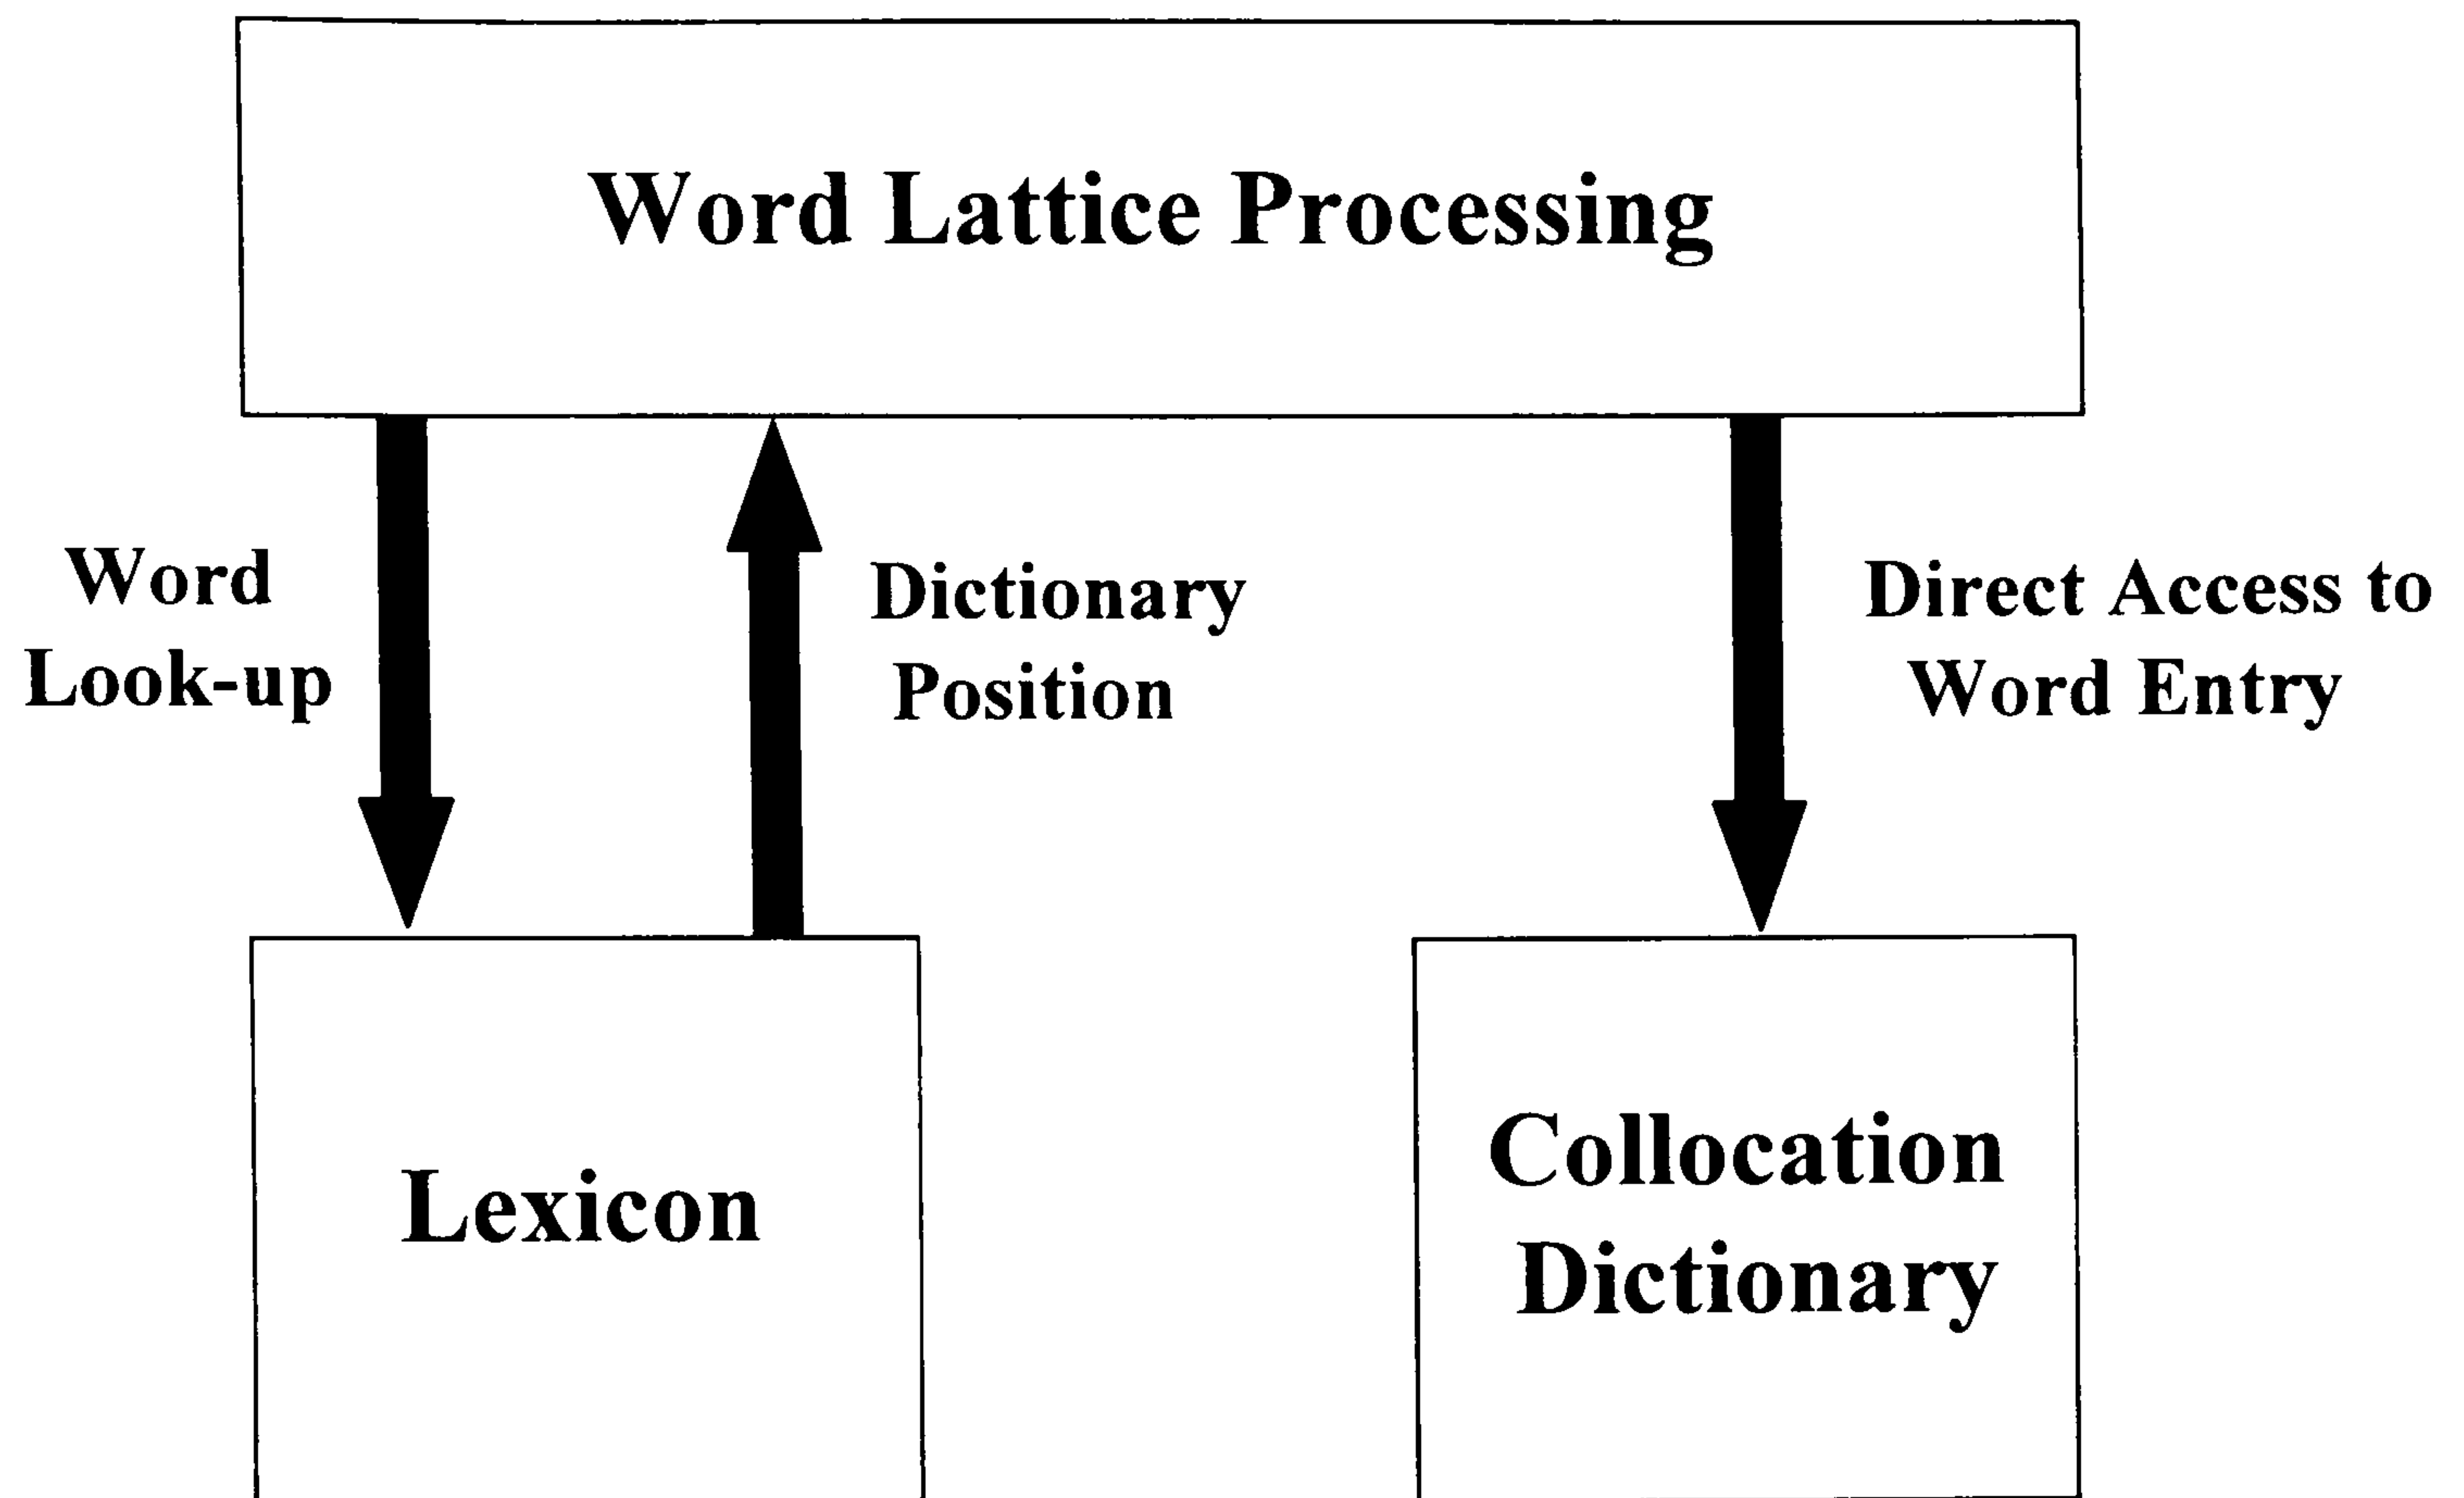 Word Lattice Processing
Word
Look-up
Dictionary
Position
Direct Access to
Word Entry
Lexicon
Collocation
Dictionary